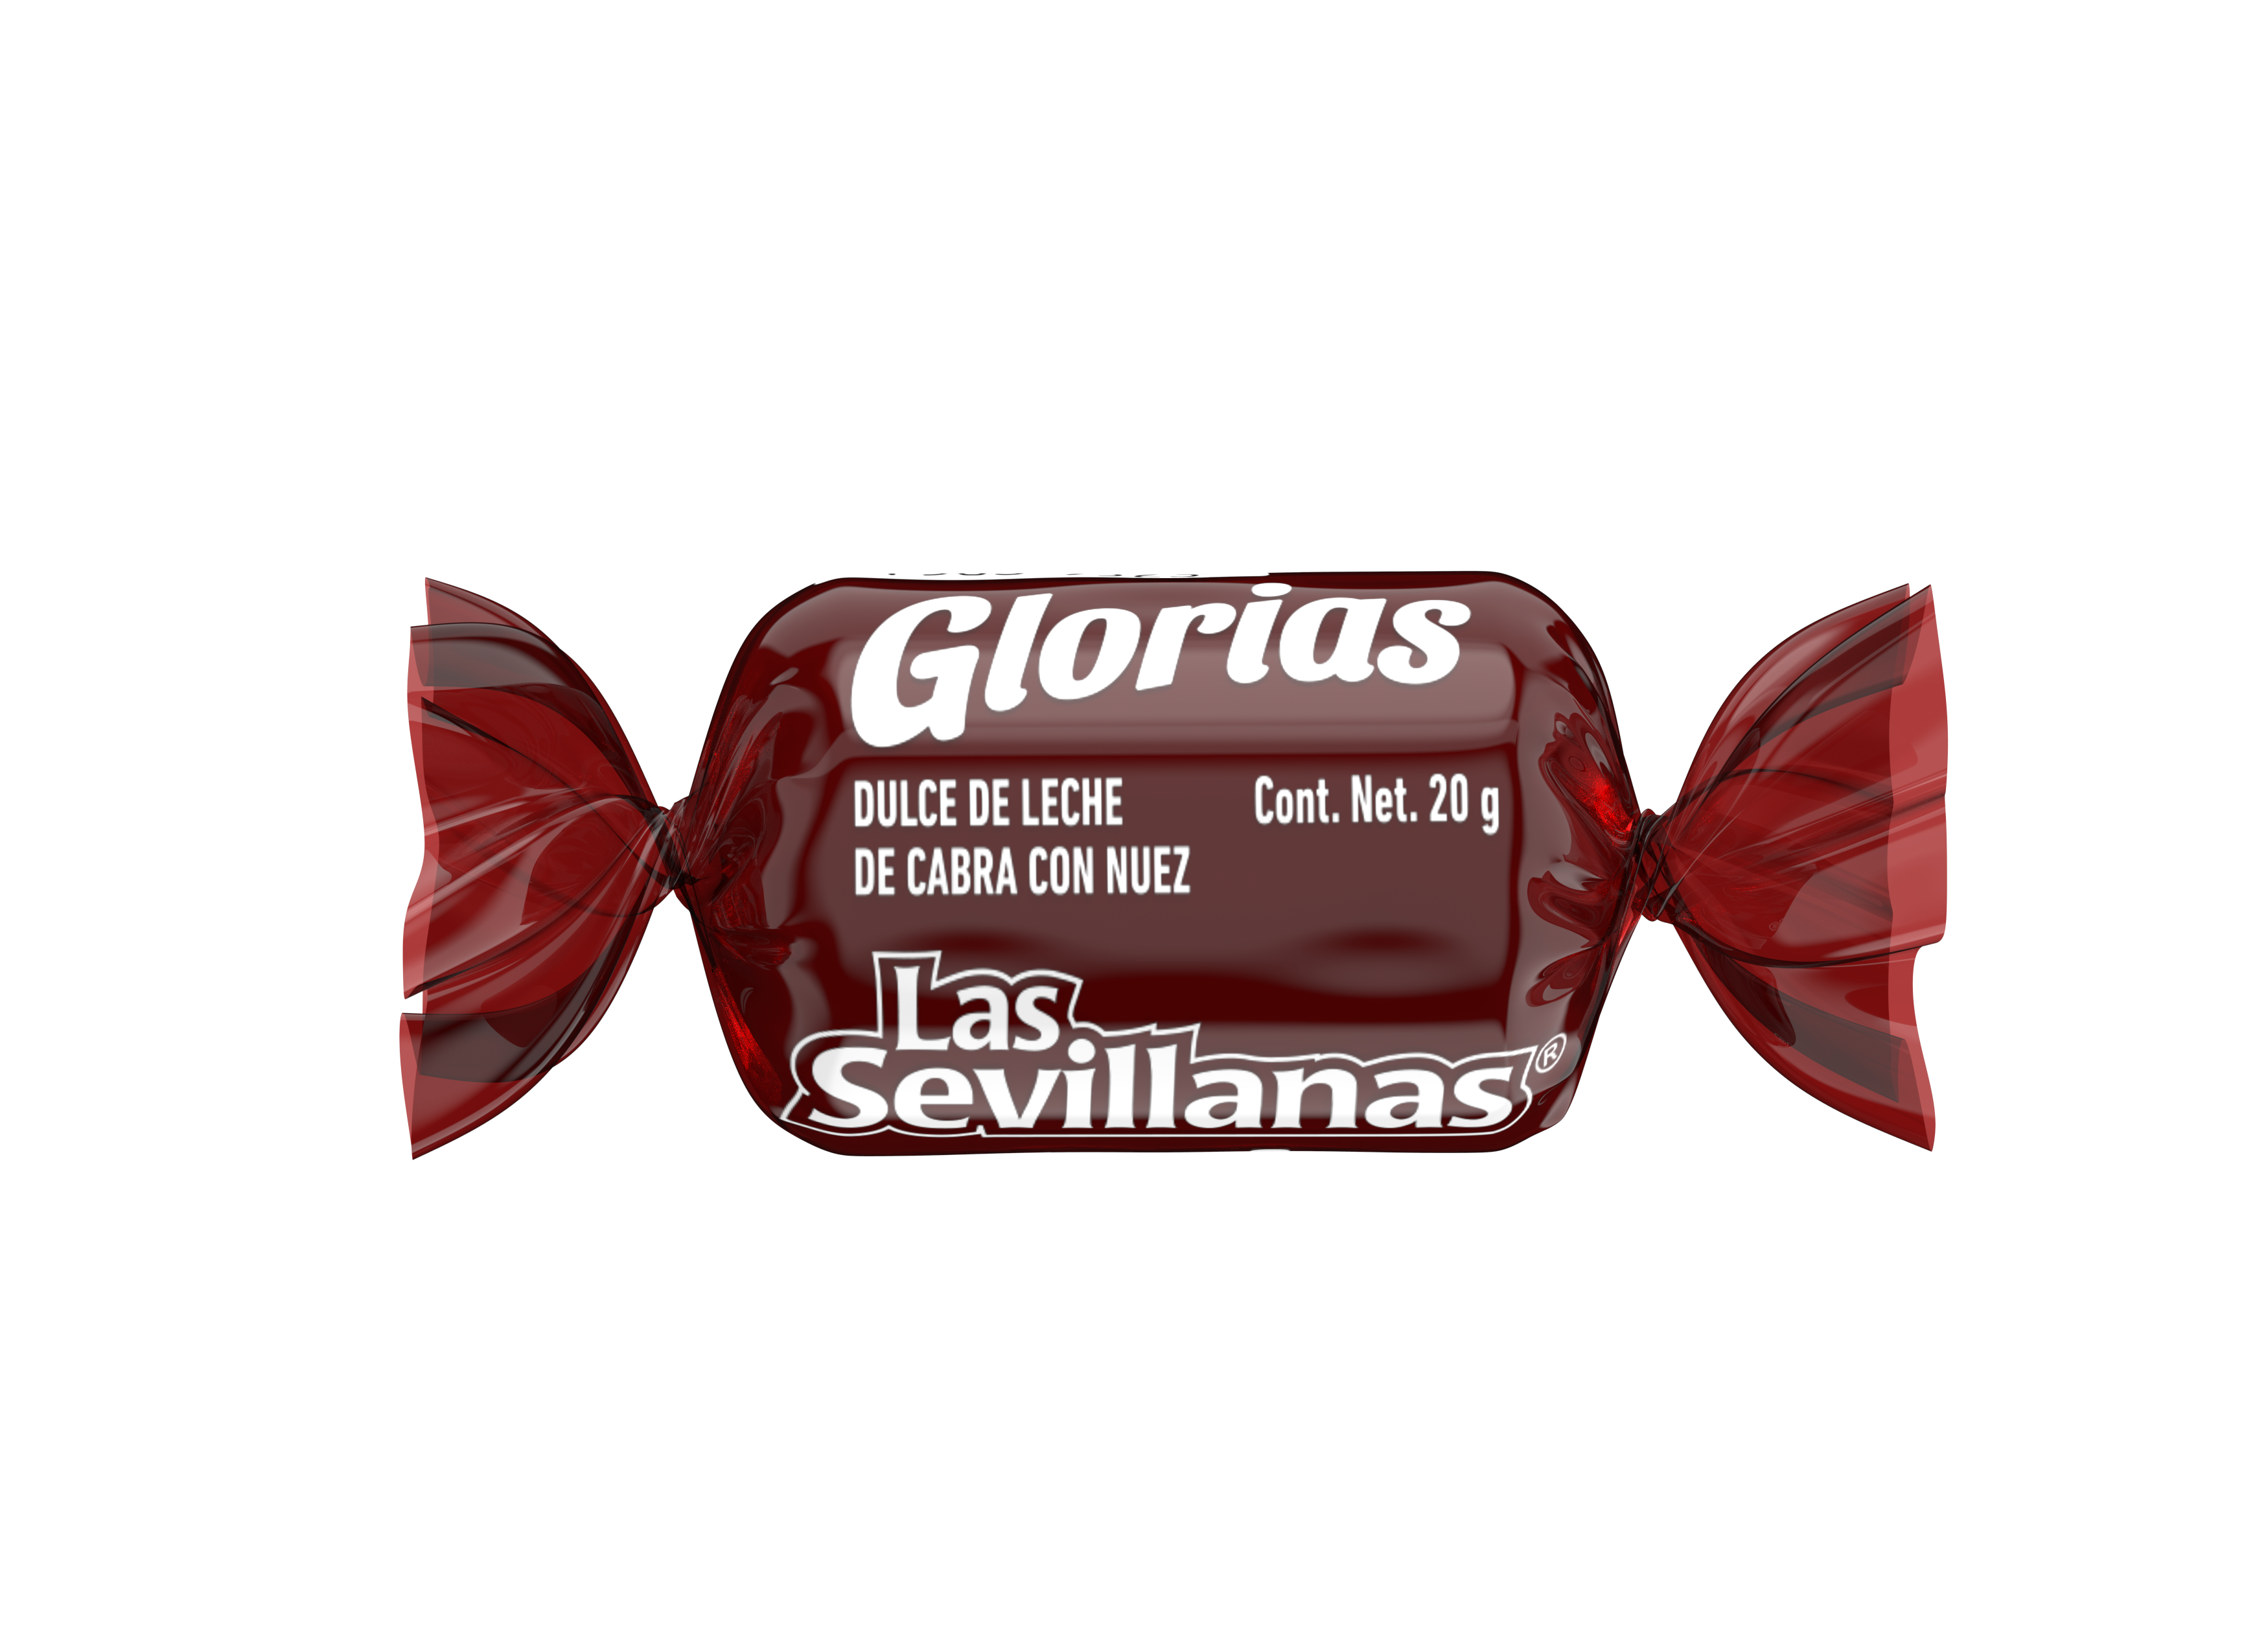 Glorias
DULCE DE LECHE
DE CABRA CON NUEZ
Cont. Net. 20 g
Las
Sevillanas®